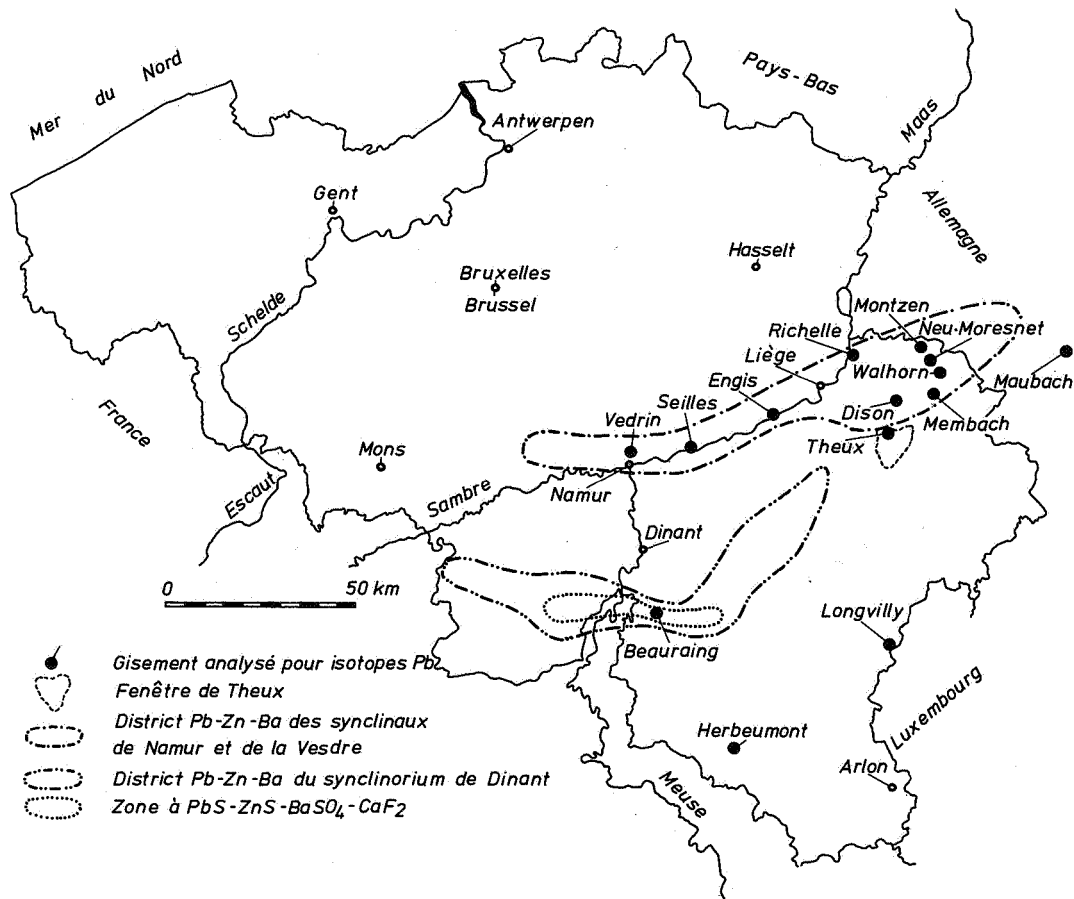 Mer du Nord
Pays-Bas
Maas
Antwerpen
Gent
Allemagne
Hasselt
Bruxelles
Brussel
Schelde
Montzen
Neu-Moresnet
Richelle
Liège
Walhorn
Maubach
Engis
Seilles
Dison
Membach
France
Vedrin
Theux
Mons
Namur
Escaut
Sambre
Dinant
0 50 km
Longvilly
Beauraing
Luxembourg
Herbeumont
Arlon
Meuse
Gisement analysé pour isotopes Pb
Fenêtre de Theux
District Pb-Zn-Ba des synclinaux
de Namur et de la Vesdre
District Pb-Zn-Ba du synclinorium de Dinant
Zone à PbS-ZnS-BaSO4-CaF2